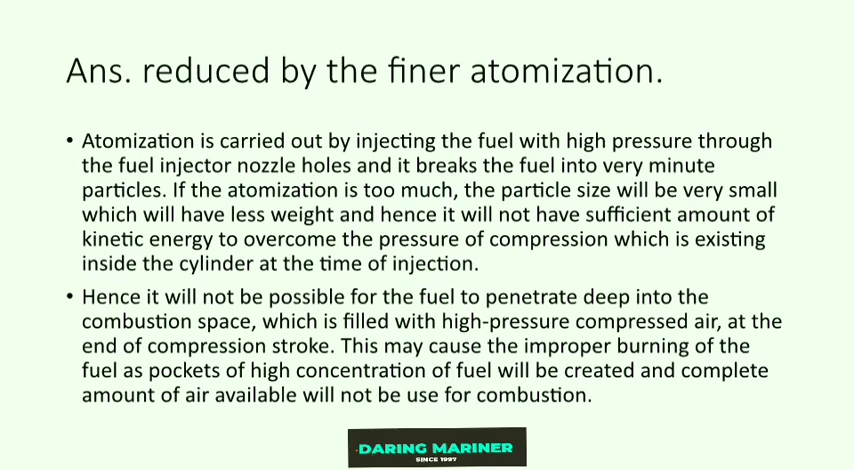 Ans. reduced by the finer atomization.
• Atomization is carried out by injecting the fuel with high pressure through
the fuel injector nozzle holes and it breaks the fuel into very minute
particles. If the atomization is too much, the particle size will be very small
which will have less weight and hence it will not have sufficient amount of
kinetic energy to overcome the pressure of compression which is existing
inside the cylinder at the time of injection.
• Hence it will not be possible for the fuel to penetrate deep into the
combustion space, which is filled with high-pressure compressed air, at the
end of compression stroke. This may cause the improper burning of the
fuel as pockets of high concentration of fuel will be created and complete
amount of air available will not be use for combustion.
DARING MARINER
SINCE 1997